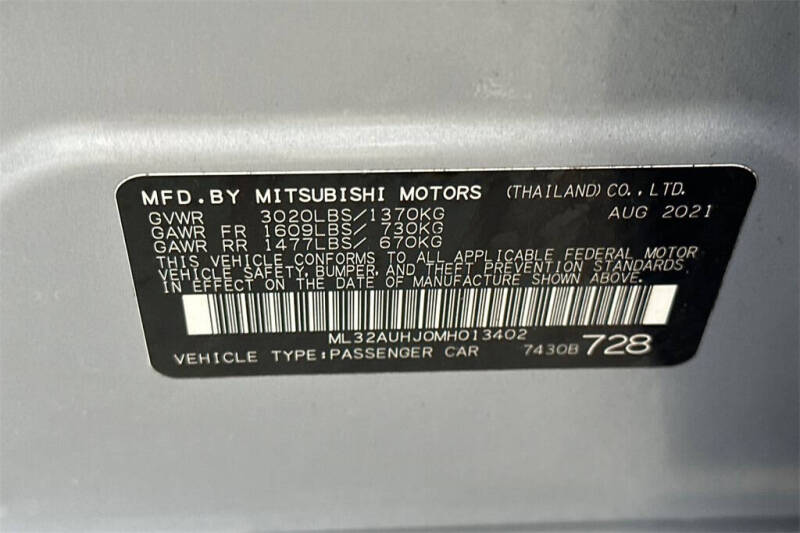 MFD.BY MITSUBISHI MOTORS (THAILAND)CO.,LTD.
GVWR 3020LBS/1370KG AUG 2021
GAWR FR 1609LBS/ 730KG
GAWR RR 1477LBS/ 670KG
THIS VEHICLE CONFORMS TO ALL APPLICABLE FEDERAL MOTOR
VEHICLE SAFETY, BUMPER, AND THEFT PREVENTION STANDARDS
IN EFFECT ON THE DATE OF MANUFACTURE SHOWN ABOVE.
ML32AUHJ0MH013402
VEHICLE TYPE:PASSENGER CAR 7430B 728